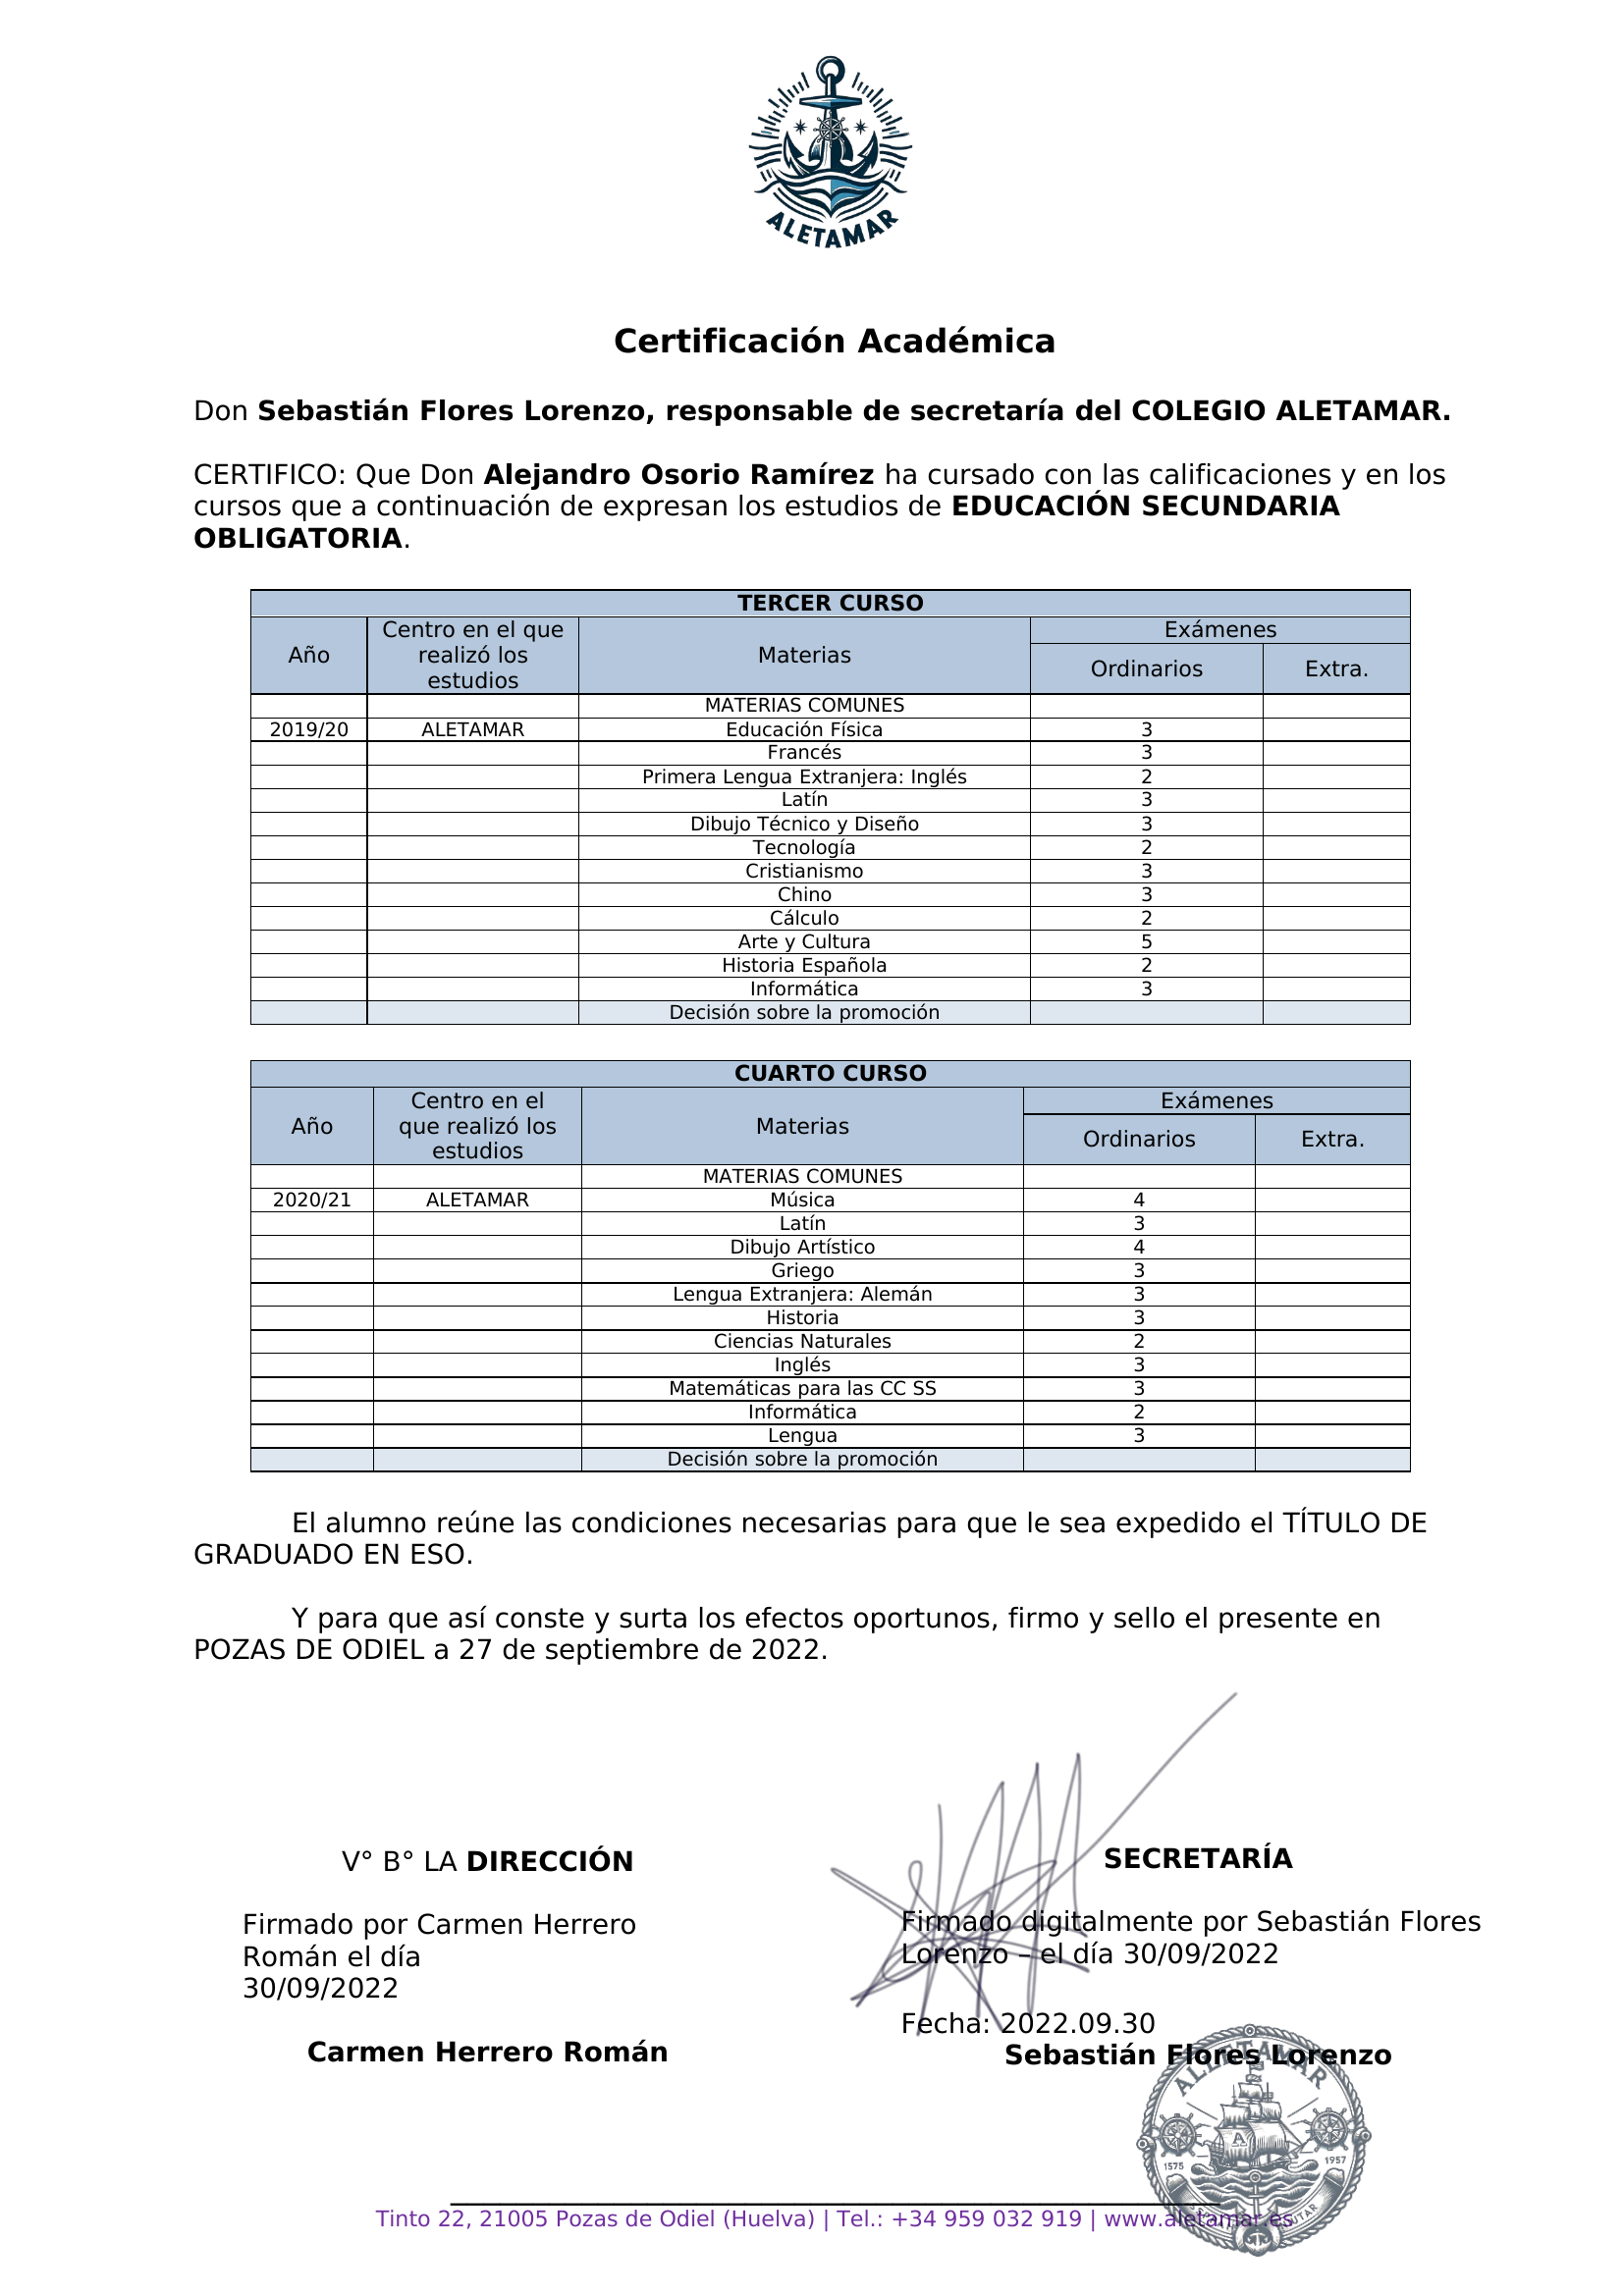 ALETAMAR
Certificación Académica
Don Sebastián Flores Lorenzo, responsable de secretaría del COLEGIO ALETAMAR.
CERTIFICO: Que Don Alejandro Osorio Ramírez ha cursado con las calificaciones y en los
cursos que a continuación de expresan los estudios de EDUCACIÓN SECUNDARIA
OBLIGATORIA.
TERCER CURSO
Año
Centro en el que
realizó los
estudios
Materias
Exámenes
Ordinarios
Extra.
MATERIAS COMUNES
2019/20 ALETAMAR Educación Física 3
Francés 3
Primera Lengua Extranjera: Inglés 2
Latín 3
Dibujo Técnico y Diseño 3
Tecnología 2
Cristianismo 3
Chino 3
Cálculo 2
Arte y Cultura 5
Historia Española 2
Informática 3
Decisión sobre la promoción
CUARTO CURSO
Año
Centro en el
que realizó los
estudios
Materias
Exámenes
Ordinarios
Extra.
MATERIAS COMUNES
2020/21 ALETAMAR Música 4
Latín 3
Dibujo Artístico 4
Griego 3
Lengua Extranjera: Alemán 3
Historia 3
Ciencias Naturales 2
Inglés 3
Matemáticas para las CC SS 3
Informática 2
Lengua 3
Decisión sobre la promoción
El alumno reúne las condiciones necesarias para que le sea expedido el TÍTULO DE
GRADUADO EN ESO.
Y para que así conste y surta los efectos oportunos, firmo y sello el presente en
POZAS DE ODIEL a 27 de septiembre de 2022.
V° B° LA DIRECCIÓN
Firmado por Carmen Herrero
Román el día
30/09/2022
Carmen Herrero Román
SECRETARÍA
Firmado digitalmente por Sebastián Flores
Lorenzo – el día 30/09/2022
Fecha: 2022.09.30
Sebastián Flores Lorenzo
ALLETAMAR
A
1575
1957
Tinto 22, 21005 Pozas de Odiel (Huelva) | Tel.: +34 959 032 919 | www.aletamar.es